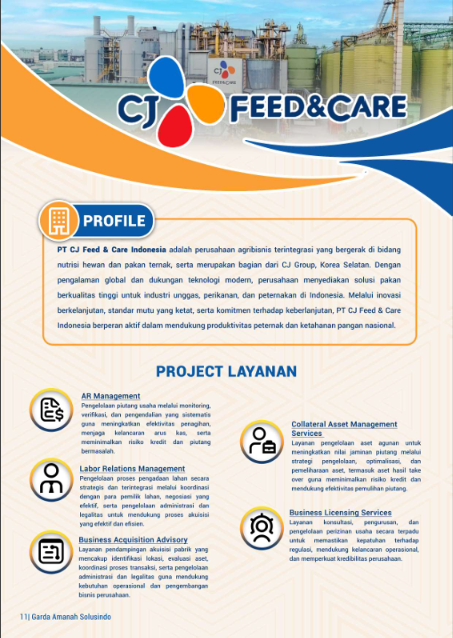 CJ FEED&CARE
PROFILE
PT CJ Feed & Care Indonesia adalah perusahaan agribisnis terintegrasi yang bergerak di bidang
nutrisi hewan dan pakan ternak, serta merupakan bagian dari CJ Group, Korea Selatan. Dengan
pengalaman global dan dukungan teknologi modern, perusahaan menyediakan solusi pakan
berkualitas tinggi untuk industri unggas, perikanan, dan peternakan di Indonesia. Melalui inovasi
berkelanjutan, standar mutu yang ketat, serta komitmen terhadap keberlanjutan, PT CJ Feed & Care
Indonesia berperan aktif dalam mendukung produktivitas peternak dan ketahanan pangan nasional.
PROJECT LAYANAN
AR Management
Pengelolaan piutang usaha melalui monitoring,
verifikasi, dan pengendalian yang sistematis
guna meningkatkan efektivitas penagihan,
menjaga kelancaran arus kas, serta
meminimalkan risiko kredit dan piutang
bermasalah.
Labor Relations Management
Pengelolaan proses pengadaan lahan secara
strategis dan terintegrasi melalui koordinasi
dengan para pemilik lahan, negosiasi yang
efektif, serta pengelolaan administrasi dan
legalitas untuk mendukung proses akuisisi
yang efektif dan efisien.
Business Acquisition Advisory
Layanan pendampingan akuisisi pabrik yang
mencakup identifikasi lokasi, evaluasi aset,
koordinasi proses transaksi, serta pengelolaan
administrasi dan legalitas guna mendukung
kebutuhan operasional dan pengembangan
bisnis perusahaan.
Collateral Asset Management
Services
Layanan pengelolaan aset agunan untuk
meningkatkan nilai jaminan piutang melalui
strategi pengelolaan, optimalisasi, dan
pemeliharaan aset, termasuk aset hasil take
over guna meminimalkan risiko kredit dan
mendukung efektivitas pemulihan piutang.
Business Licensing Services
Layanan konsultasi, pengurusan, dan
pengelolaan perizinan usaha secara terpadu
untuk memastikan kepatuhan terhadap
regulasi, mendukung kelancaran operasional,
dan memperkuat kredibilitas perusahaan.
11| Garda Amanah Solusindo